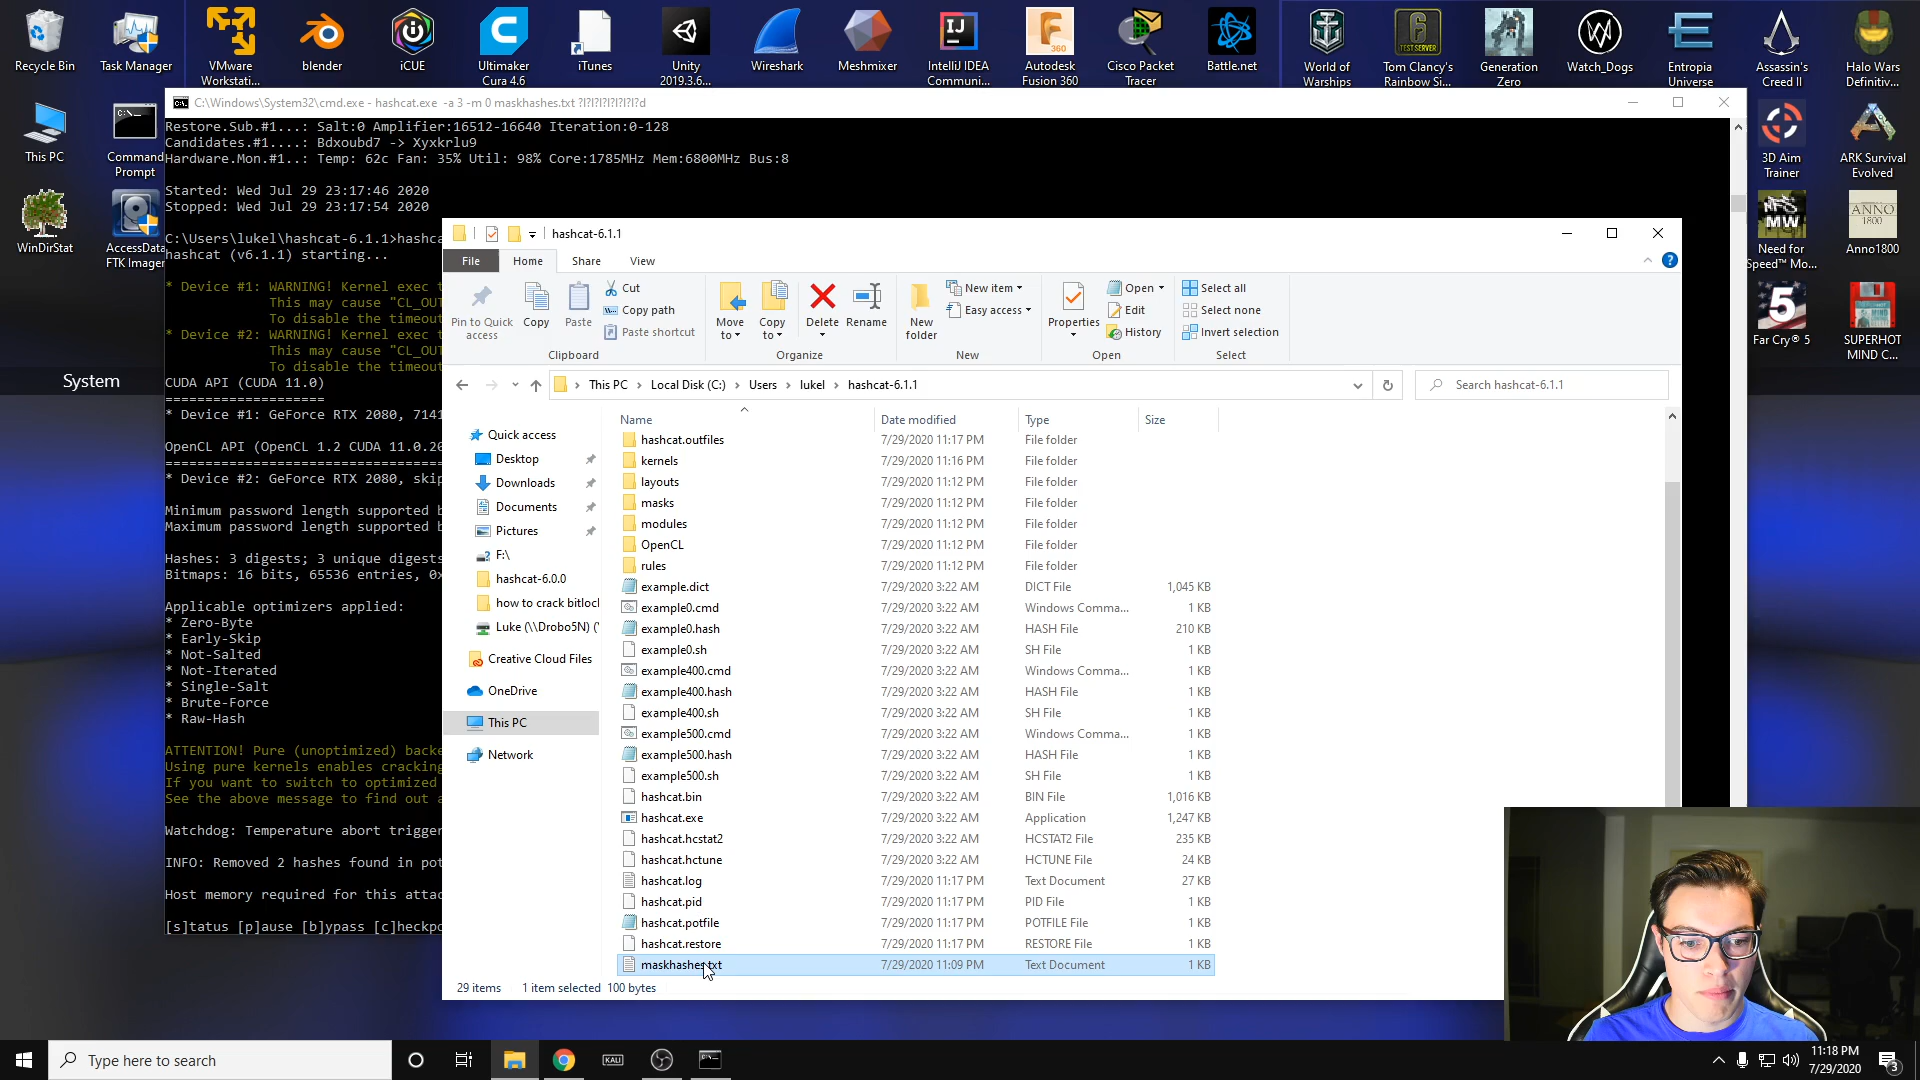 Recycle Bin
Task Manager
VMware Workstati...
blender
iCUE
Ultimaker Cura 4.6
iTunes
Unity 2019.3.6...
Wireshark
Meshmixer
IntelliJ IDEA Communi...
Autodesk Fusion 360
Cisco Packet Tracer
Battle.net
World of Warships
Tom Clancy's Rainbow Si...
Generation Zero
Watch_Dogs
Entropia Universe
Assassin's Creed II
Halo Wars Definitiv...
This PC
Command Prompt
3D Aim Trainer
ARK Survival Evolved
WinDirStat
AccessData FTK Imager
Need for Speed™ Mo...
Anno1800
Far Cry® 5
SUPERHOT MIND C...
System
C:\Windows\System32\cmd.exe - hashcat.exe -a 3 -m 0 maskhashes.txt ?l?l?l?l?l?l?l?d
Restore.Sub.#1...: Salt:0 Amplifier:16512-16640 Iteration:0-128
Candidates.#1....: Bdxoubd7 -> Xyxkrlu9
Hardware.Mon.#1..: Temp: 62c Fan: 35% Util: 98% Core:1785MHz Mem:6800MHz Bus:8
Started: Wed Jul 29 23:17:46 2020
Stopped: Wed Jul 29 23:17:54 2020
C:\Users\lukel\hashcat-6.1.1>hashca
hashcat (v6.1.1) starting...
* Device #1: WARNING! Kernel exec t
This may cause "CL_OUT
To disable the timeout
* Device #2: WARNING! Kernel exec t
This may cause "CL_OUT
To disable the timeout
CUDA API (CUDA 11.0)
====================
* Device #1: GeForce RTX 2080, 7141
OpenCL API (OpenCL 1.2 CUDA 11.0.20
===================================
* Device #2: GeForce RTX 2080, skip
Minimum password length supported b
Maximum password length supported b
Hashes: 3 digests; 3 unique digests
Bitmaps: 16 bits, 65536 entries, 0x
Applicable optimizers applied:
* Zero-Byte
* Early-Skip
* Not-Salted
* Not-Iterated
* Single-Salt
* Brute-Force
* Raw-Hash
ATTENTION! Pure (unoptimized) backe
Using pure kernels enables cracking
If you want to switch to optimized
See the above message to find out a
Watchdog: Temperature abort trigger
INFO: Removed 2 hashes found in pot
Host memory required for this attac
[s]tatus [p]ause [b]ypass [c]heckpo
hashcat-6.1.1
File
Home
Share
View
Pin to Quick access
Copy
Paste
Cut
Copy path
Paste shortcut
Clipboard
Move to
Copy to
Delete
Rename
Organize
New folder
New item
Easy access
New
Properties
Open
Edit
History
Open
Select all
Select none
Invert selection
Select
This PC > Local Disk (C:) > Users > lukel > hashcat-6.1.1
Search hashcat-6.1.1
Quick access
Desktop
Downloads
Documents
Pictures
F:\
hashcat-6.0.0
how to crack bitloc
Luke (\\Drobo5N) (
Creative Cloud Files
OneDrive
This PC
Network
Name Date modified Type Size
hashcat.outfiles 7/29/2020 11:17 PM File folder
kernels 7/29/2020 11:16 PM File folder
layouts 7/29/2020 11:12 PM File folder
masks 7/29/2020 11:12 PM File folder
modules 7/29/2020 11:12 PM File folder
OpenCL 7/29/2020 11:12 PM File folder
rules 7/29/2020 11:12 PM File folder
example.dict 7/29/2020 3:22 AM DICT File 1,045 KB
example0.cmd 7/29/2020 3:22 AM Windows Comma... 1 KB
example0.hash 7/29/2020 3:22 AM HASH File 210 KB
example0.sh 7/29/2020 3:22 AM SH File 1 KB
example400.cmd 7/29/2020 3:22 AM Windows Comma... 1 KB
example400.hash 7/29/2020 3:22 AM HASH File 1 KB
example400.sh 7/29/2020 3:22 AM SH File 1 KB
example500.cmd 7/29/2020 3:22 AM Windows Comma... 1 KB
example500.hash 7/29/2020 3:22 AM HASH File 1 KB
example500.sh 7/29/2020 3:22 AM SH File 1 KB
hashcat.bin 7/29/2020 3:22 AM BIN File 1,016 KB
hashcat.exe 7/29/2020 3:22 AM Application 1,247 KB
hashcat.hcstat2 7/29/2020 3:22 AM HCSTAT2 File 235 KB
hashcat.hctune 7/29/2020 3:22 AM HCTUNE File 24 KB
hashcat.log 7/29/2020 11:17 PM Text Document 27 KB
hashcat.pid 7/29/2020 11:17 PM PID File 1 KB
hashcat.potfile 7/29/2020 11:17 PM POTFILE File 1 KB
hashcat.restore 7/29/2020 11:17 PM RESTORE File 1 KB
maskhashes.txt 7/29/2020 11:09 PM Text Document 1 KB
29 items 1 item selected 100 bytes
Type here to search
KALI
11:18 PM
7/29/2020
3